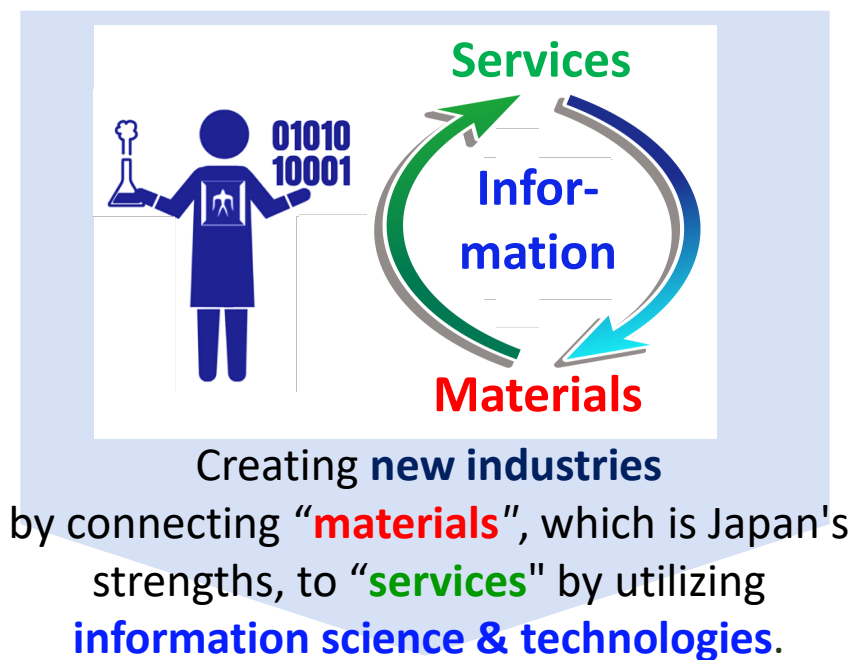 Services
01010
10001
Infor-
mation
Materials
Creating new industries
by connecting “materials", which is Japan's
strengths, to “services" by utilizing
information science & technologies.